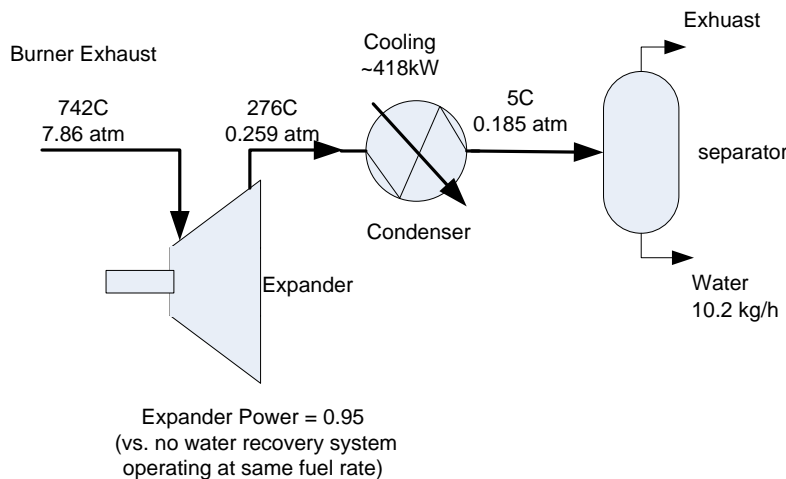 Exhuast
Cooling
~418kW
Burner Exhaust
742C
7.86 atm
276C
0.259 atm
5C
0.185 atm
separator
Condenser
Expander
Water
10.2 kg/h
Expander Power = 0.95
(vs. no water recovery system
operating at same fuel rate)